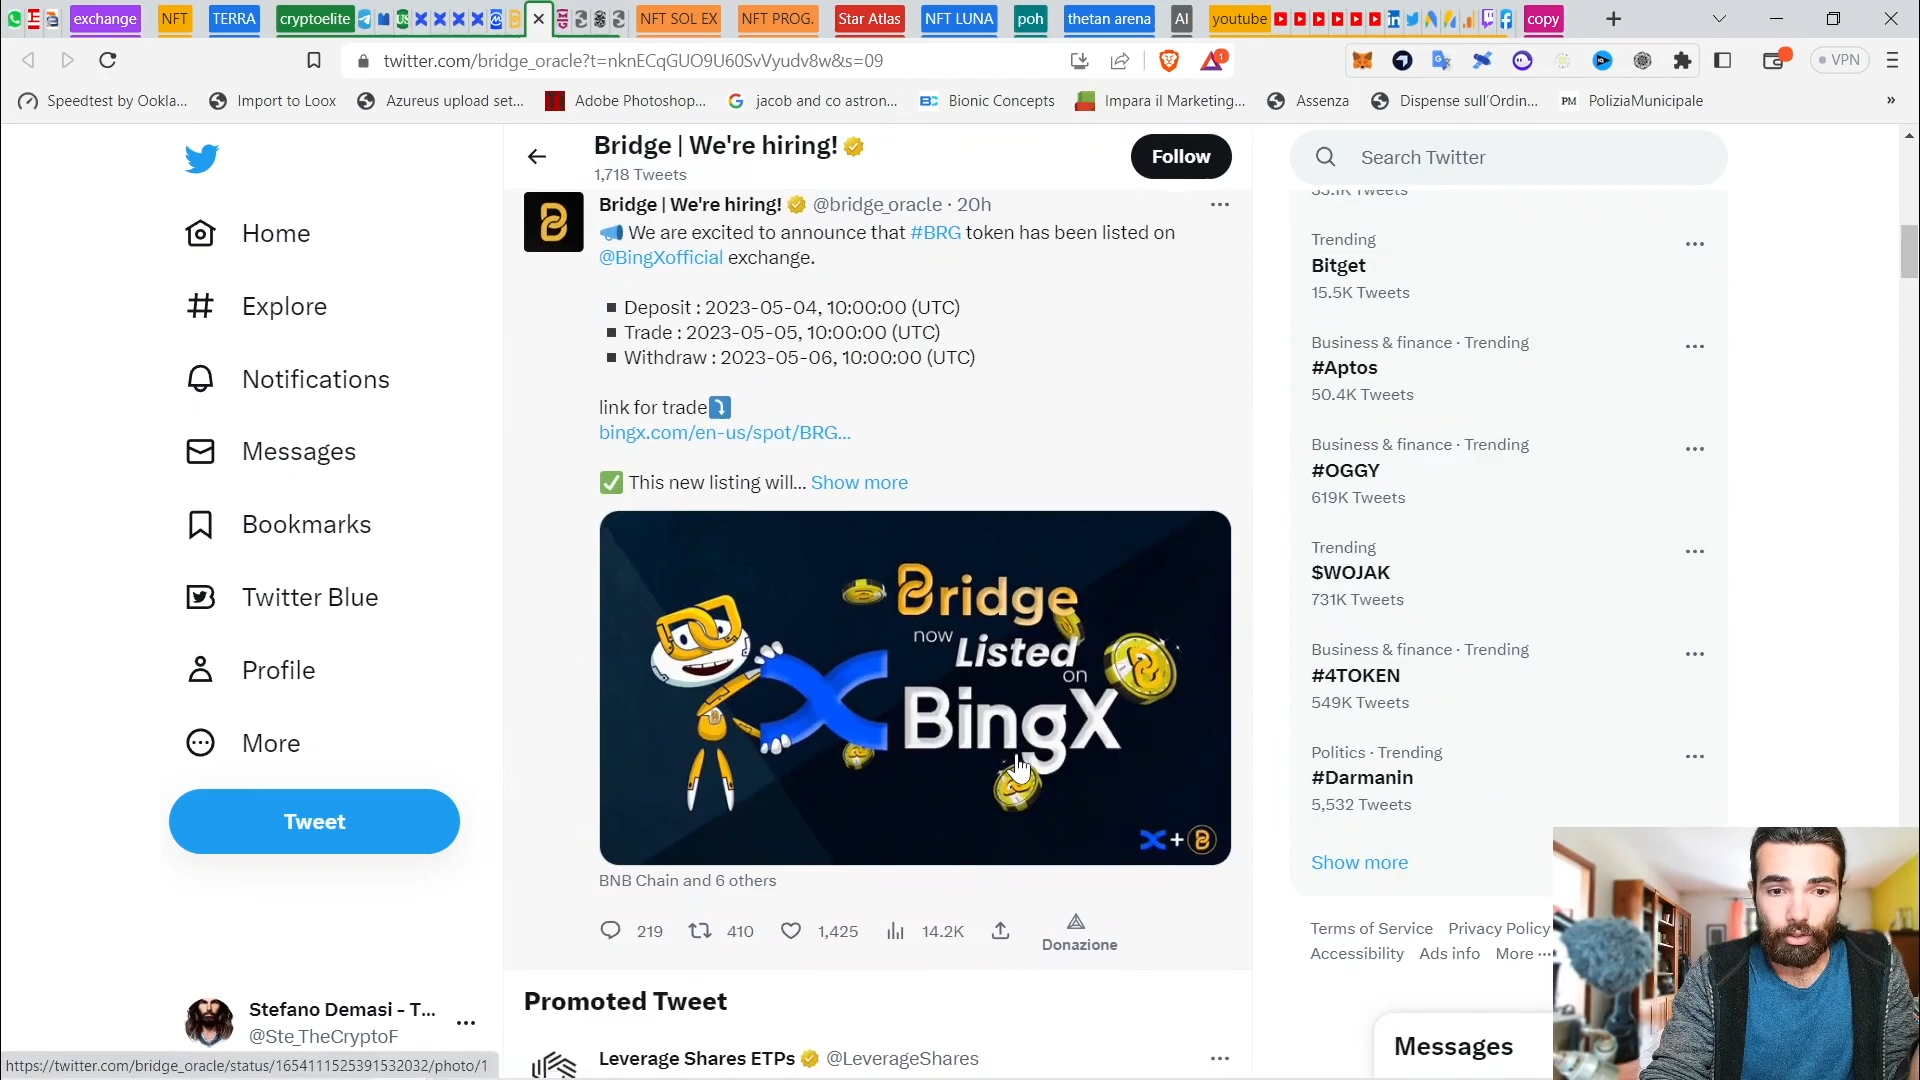 exchange NFT TERRA cryptoelite NFT SOL EX NFT PROG. Star Atlas NFT LUNA poh thetan arena AI youtube copy
twitter.com/bridge_oracle?t=nknECqGUO9U60SvVyudv8w&s=09
1
VPN
Speedtest by Ookla... Import to Loox Azureus upload set... Adobe Photoshop... jacob and co astron... Bionic Concepts Impara il Marketing... Assenza Dispense sull'Ordin... PM PoliziaMunicipale »
Home
Explore
Notifications
Messages
Bookmarks
Twitter Blue
Profile
More
Tweet
Stefano Demasi - T...
@Ste_TheCryptoF
https://twitter.com/bridge_oracle/status/1654111525391532032/photo/1
Bridge | We're hiring!
1,718 Tweets
Follow
Bridge | We're hiring! @bridge_oracle · 20h
📣 We are excited to announce that #BRG token has been listed on
@BingXofficial exchange.
▪ Deposit : 2023-05-04, 10:00:00 (UTC)
▪ Trade : 2023-05-05, 10:00:00 (UTC)
▪ Withdraw : 2023-05-06, 10:00:00 (UTC)
link for trade⤵
bingx.com/en-us/spot/BRG...
✅ This new listing will... Show more
Bridge
now Listed
on
BingX
+
BNB Chain and 6 others
219 410 1,425 14.2K
Donazione
Promoted Tweet
Leverage Shares ETPs @LeverageShares
Search Twitter
33.1K Tweets
Trending
Bitget
15.5K Tweets
Business & finance · Trending
#Aptos
50.4K Tweets
Business & finance · Trending
#OGGY
619K Tweets
Trending
$WOJAK
731K Tweets
Business & finance · Trending
#4TOKEN
549K Tweets
Politics · Trending
#Darmanin
5,532 Tweets
Show more
Terms of Service Privacy Policy
Accessibility Ads info More ···
Messages